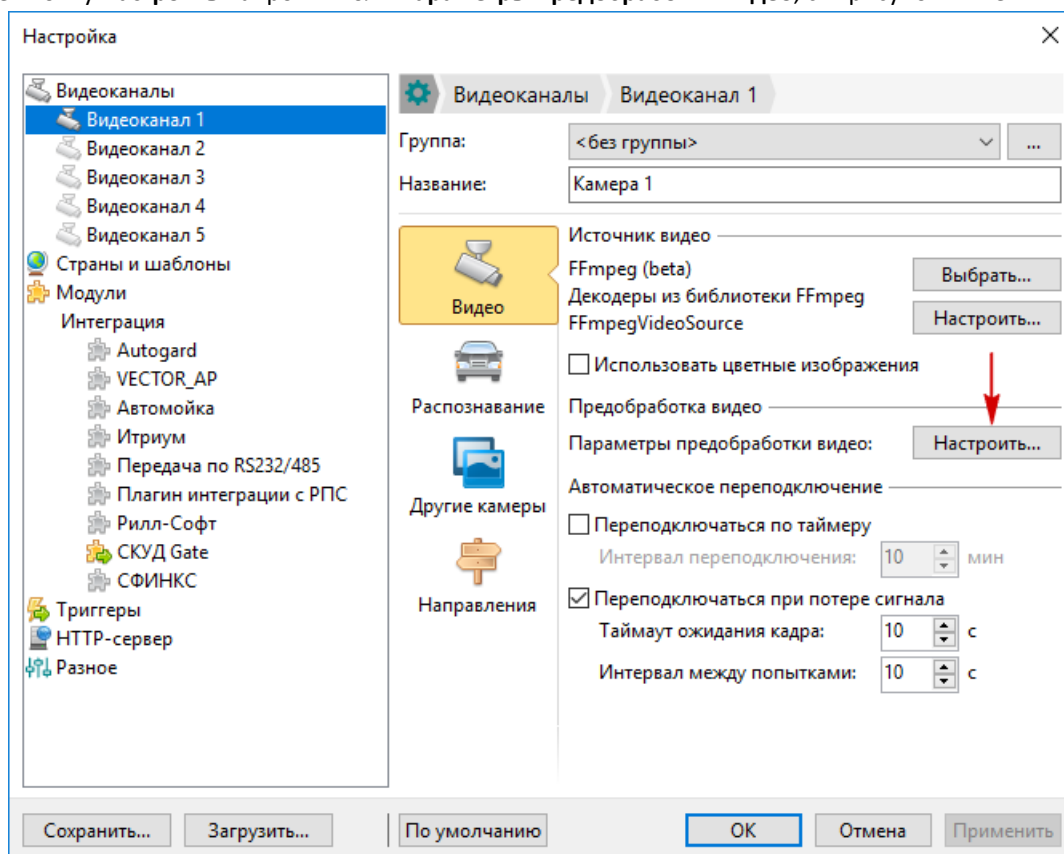 Настройка
Видеоканалы
Видеоканал 1
Видеоканал 2
Видеоканал 3
Видеоканал 4
Видеоканал 5
Страны и шаблоны
Модули
Интеграция
Autogard
VECTOR_AP
Автомойка
Итриум
Передача по RS232/485
Плагин интеграции с РПС
Рилл-Софт
СКУД Gate
СФИНКС
Триггеры
HTTP-сервер
Разное
Видеоканалы Видеоканал 1
Группа: <без группы> ...
Название: Камера 1
Видео
Распознавание
Другие камеры
Направления
Источник видео
FFmpeg (beta) Выбрать...
Декодеры из библиотеки FFmpeg
FFmpegVideoSource Настроить...
Использовать цветные изображения
Предобработка видео
Параметры предобработки видео: Настроить...
Автоматическое переподключение
Переподключаться по таймеру
Интервал переподключения: 10 мин
Переподключаться при потере сигнала
Таймаут ожидания кадра: 10 с
Интервал между попытками: 10 с
Сохранить... Загрузить... По умолчанию OK Отмена Применить